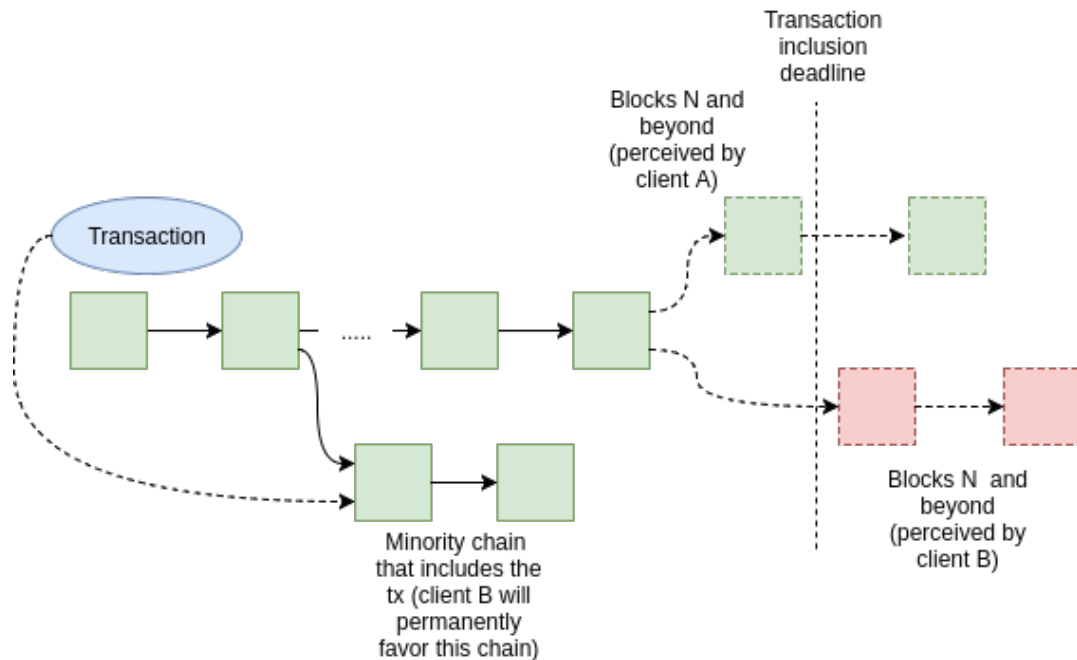 Transaction
inclusion
deadline
Blocks N and
beyond
(perceived by
client A)
Transaction
.....
Blocks N and
beyond
(perceived by
client B)
Minority chain
that includes the
tx (client B will
permanently
favor this chain)